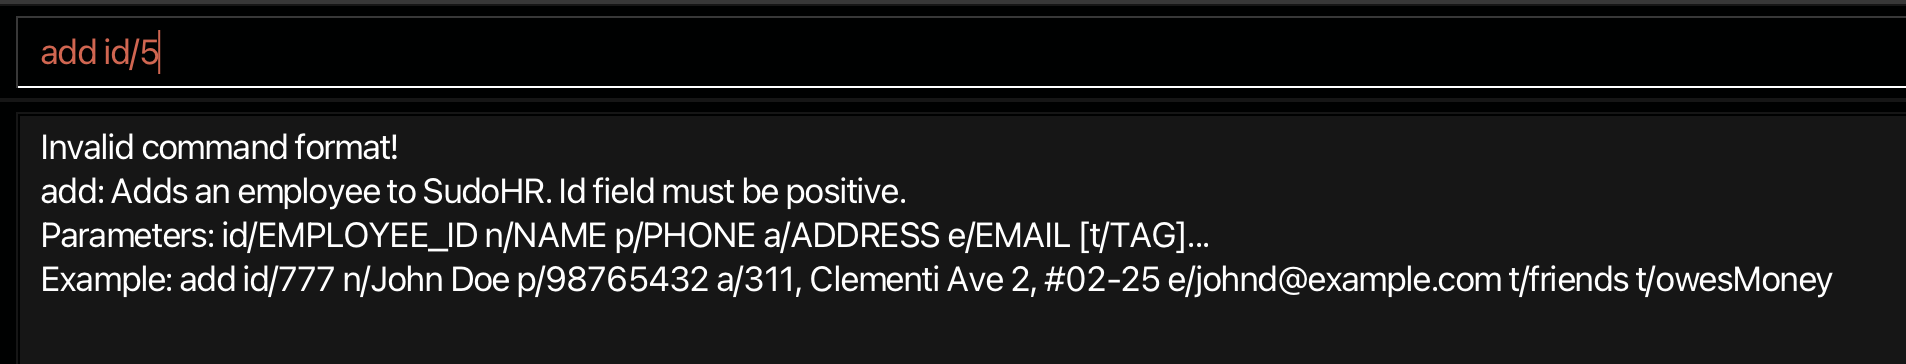 add id/5
Invalid command format!
add: Adds an employee to SudoHR. Id field must be positive.
Parameters: id/EMPLOYEE_ID n/NAME p/PHONE a/ADDRESS e/EMAIL [t/TAG]...
Example: add id/777 n/John Doe p/98765432 a/311, Clementi Ave 2, #02-25 e/johnd@example.com t/friends t/owesMoney